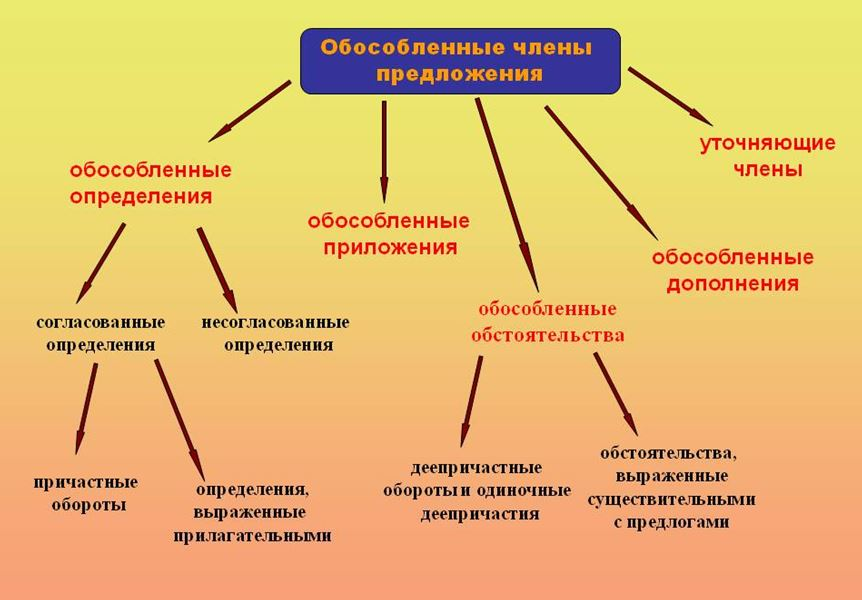 Обособленные члены
предложения
уточняющие
члены
обособленные
определения
обособленные
приложения
обособленные
дополнения
обособленные
обстоятельства
согласованные
определения
несогласованные
определения
причастные
обороты
определения,
выраженные
прилагательными
деепричастные
обороты и одиночные
деепричастия
обстоятельства,
выраженные
существительными
с предлогами